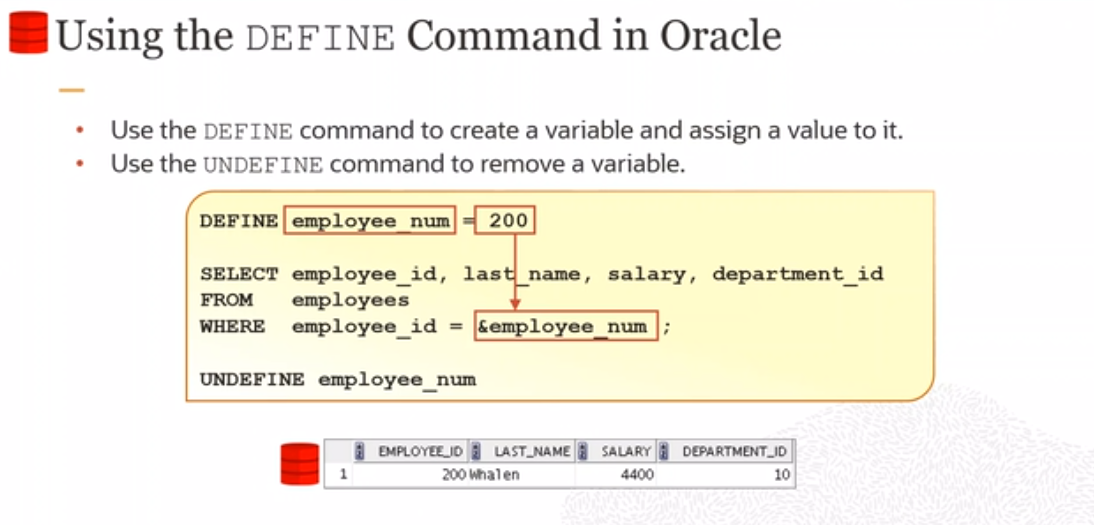 Using the DEFINE Command in Oracle
• Use the DEFINE command to create a variable and assign a value to it.
• Use the UNDEFINE command to remove a variable.
DEFINE employee_num = 200
SELECT employee_id, last_name, salary, department_id
FROM employees
WHERE employee_id = &employee_num ;
UNDEFINE employee_num
EMPLOYEE_ID LAST_NAME SALARY DEPARTMENT_ID
1 200 Whalen 4400 10